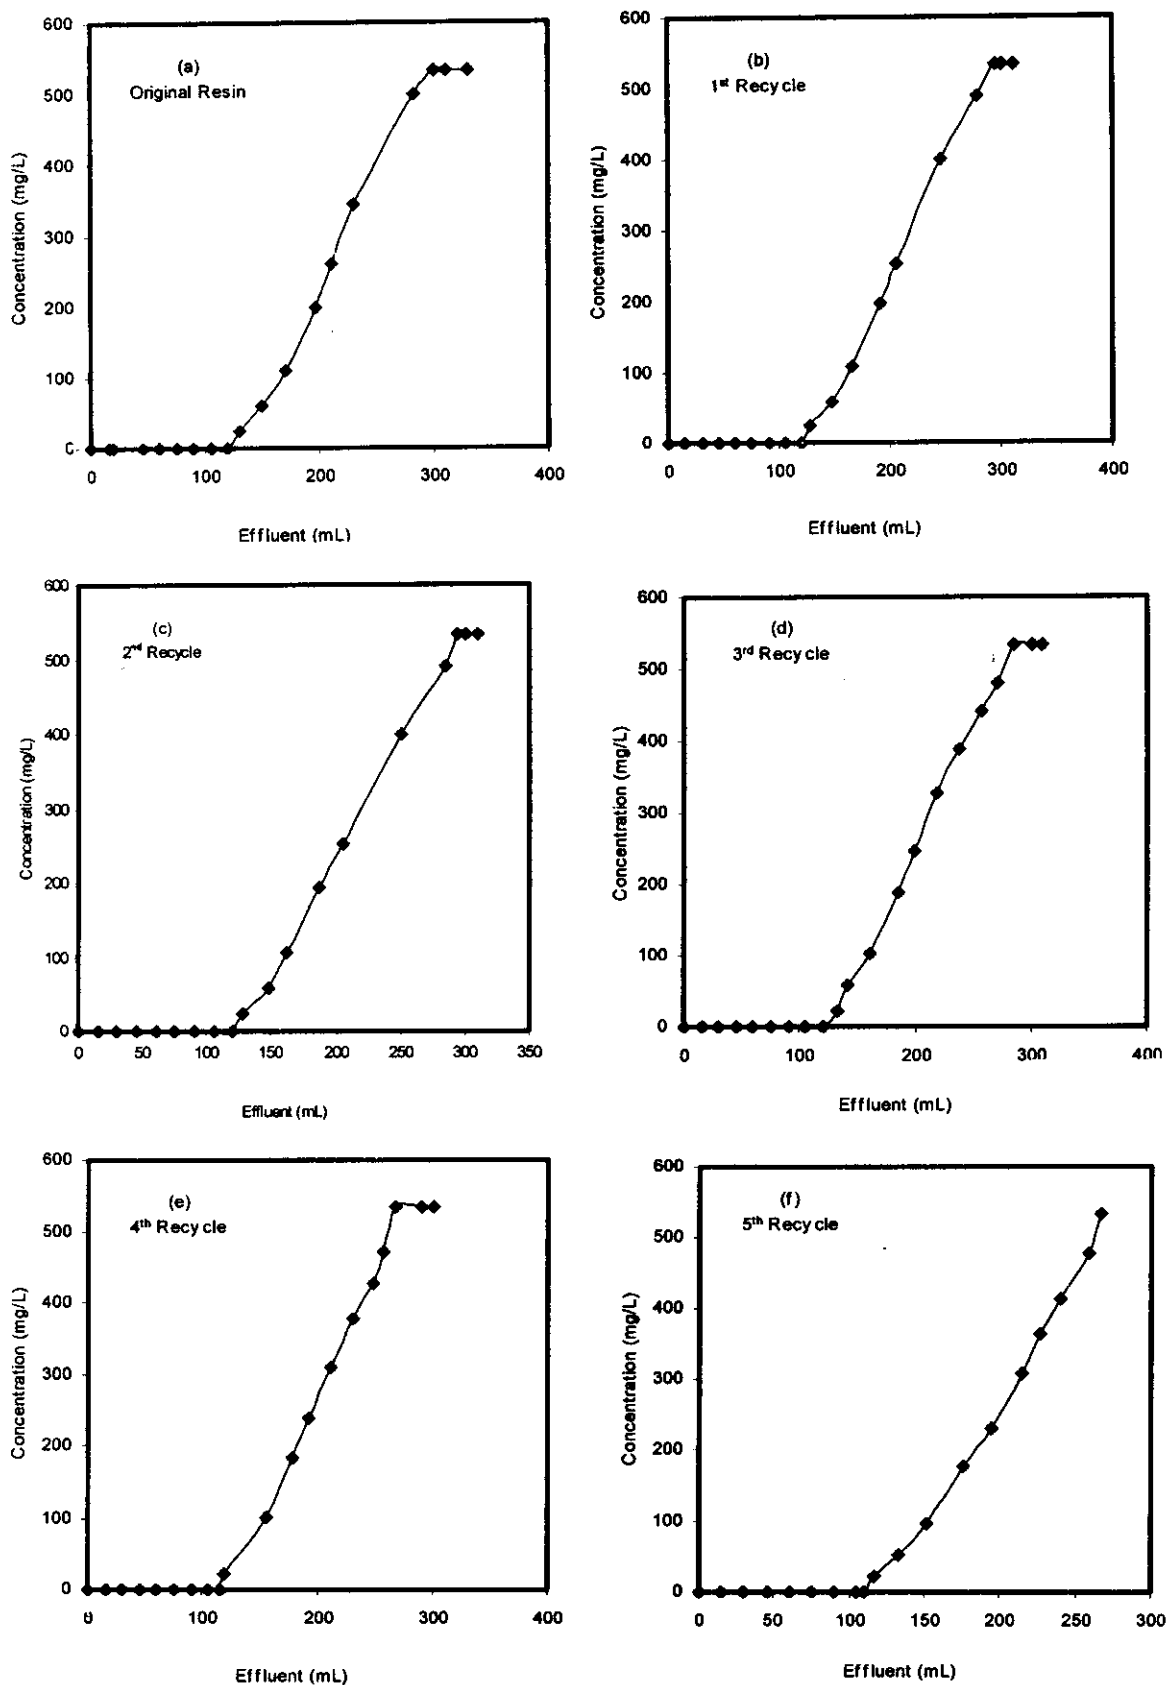 600
500
400
300
200
100
0
(a)
Original Resin
Concentration (mg/L)
0 100 200 300 400
Effluent (mL)
600
500
400
300
200
100
0
(b)
1st Recycle
Concentration (mg/L)
0 100 200 300 400
Effluent (mL)
600
500
400
300
200
100
0
(c)
2nd Recycle
Concentration (mg/L)
0 50 100 150 200 250 300 350
Effluent (mL)
600
500
400
300
200
100
0
(d)
3rd Recycle
Concentration (mg/L)
0 100 200 300 400
Effluent (mL)
600
500
400
300
200
100
0
(e)
4th Recycle
Concentration (mg/L)
0 100 200 300 400
Effluent (mL)
600
500
400
300
200
100
0
(f)
5th Recycle
Concentration (mg/L)
0 50 100 150 200 250 300
Effluent (mL)